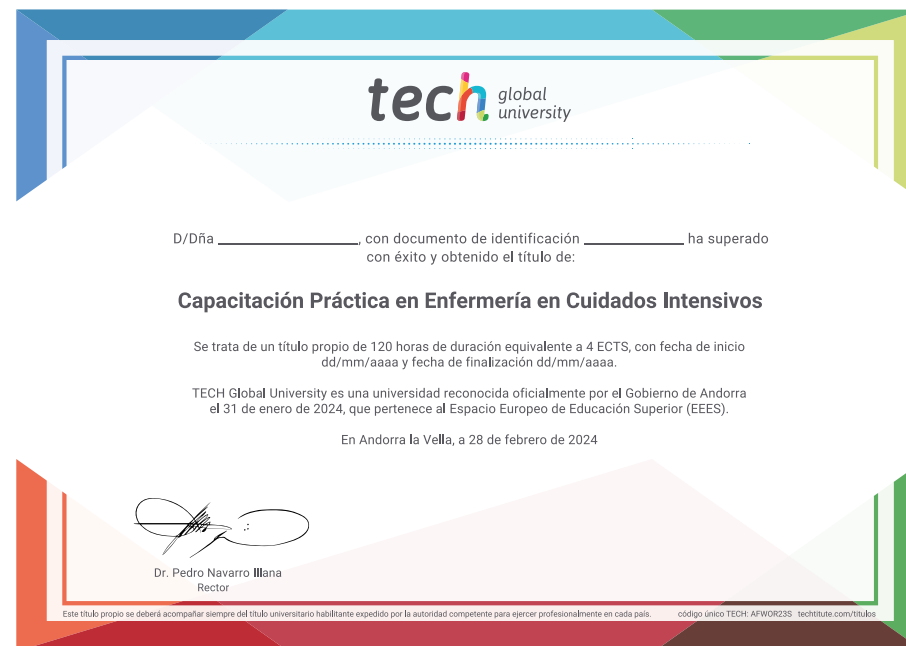 tech global university
D/Dña ________________, con documento de identificación ____________ ha superado
con éxito y obtenido el título de:
Capacitación Práctica en Enfermería en Cuidados Intensivos
Se trata de un título propio de 120 horas de duración equivalente a 4 ECTS, con fecha de inicio
dd/mm/aaaa y fecha de finalización dd/mm/aaaa.
TECH Global University es una universidad reconocida oficialmente por el Gobierno de Andorra
el 31 de enero de 2024, que pertenece al Espacio Europeo de Educación Superior (EEES).
En Andorra la Vella, a 28 de febrero de 2024
Dr. Pedro Navarro Illana
Rector
Este título propio se deberá acompañar siempre del título universitario habilitante expedido por la autoridad competente para ejercer profesionalmente en cada país. código único TECH: AFWOR23S techtitute.com/titulos